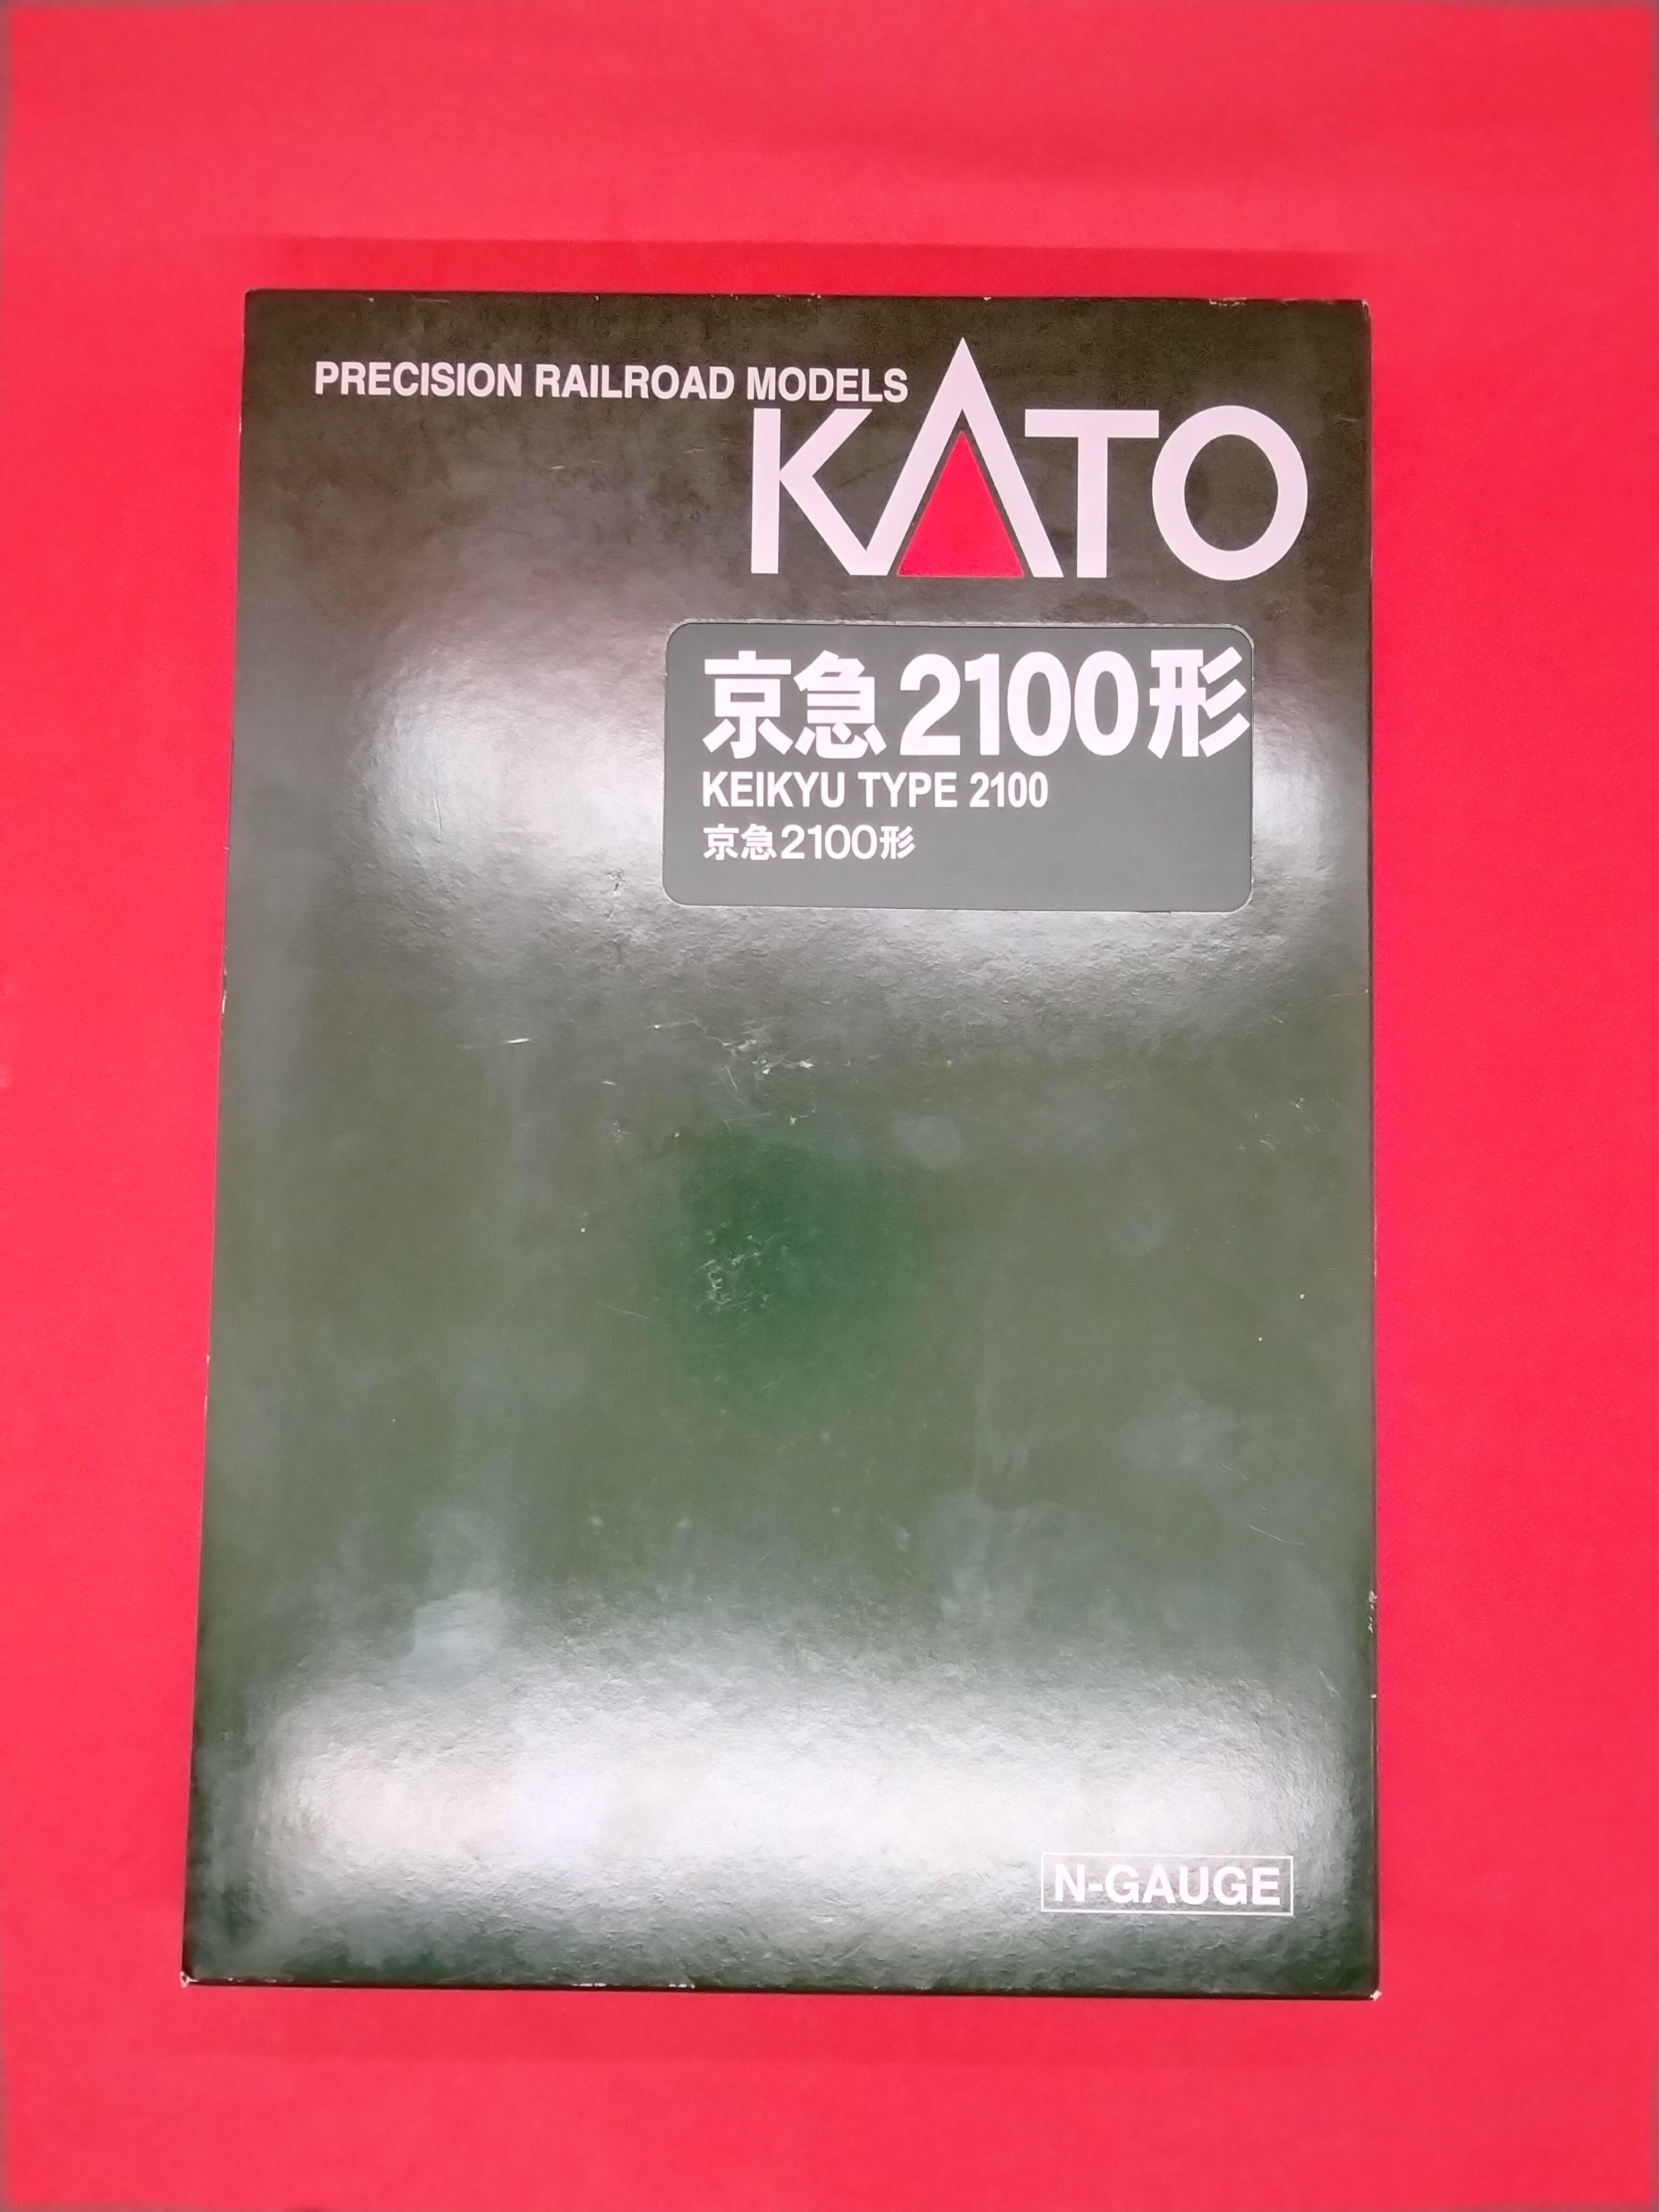 PRECISION RAILROAD MODELS
KATO
京急2100形
KEIKYU TYPE 2100
京急2100形
N-GAUGE